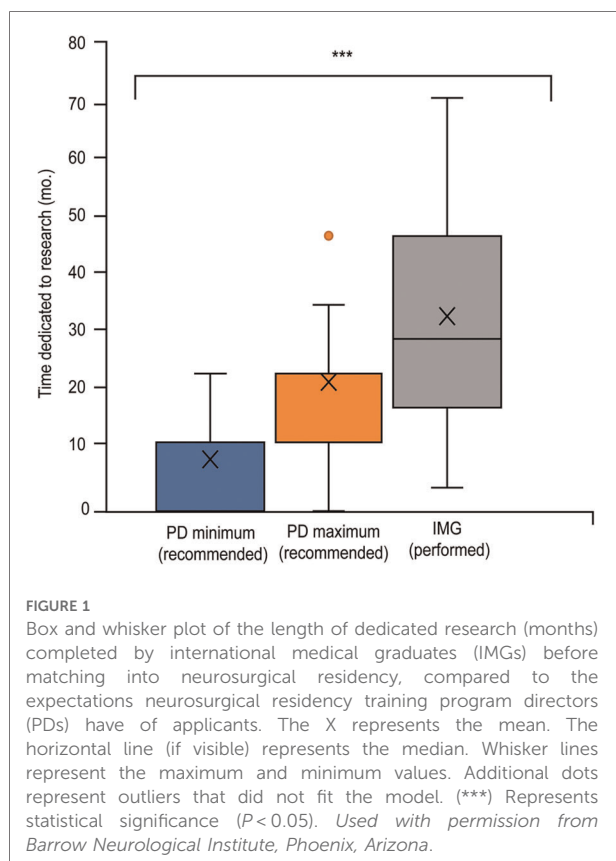 80
***
70
60
50
40
30
20
10
0
Time dedicated to research (mo.)
PD minimum
(recommended)
PD maximum
(recommended)
IMG
(performed)
FIGURE 1
Box and whisker plot of the length of dedicated research (months)
completed by international medical graduates (IMGs) before
matching into neurosurgical residency, compared to the
expectations neurosurgical residency training program directors
(PDs) have of applicants. The X represents the mean. The
horizontal line (if visible) represents the median. Whisker lines
represent the maximum and minimum values. Additional dots
represent outliers that did not fit the model. (***) Represents
statistical significance (P < 0.05). Used with permission from
Barrow Neurological Institute, Phoenix, Arizona.